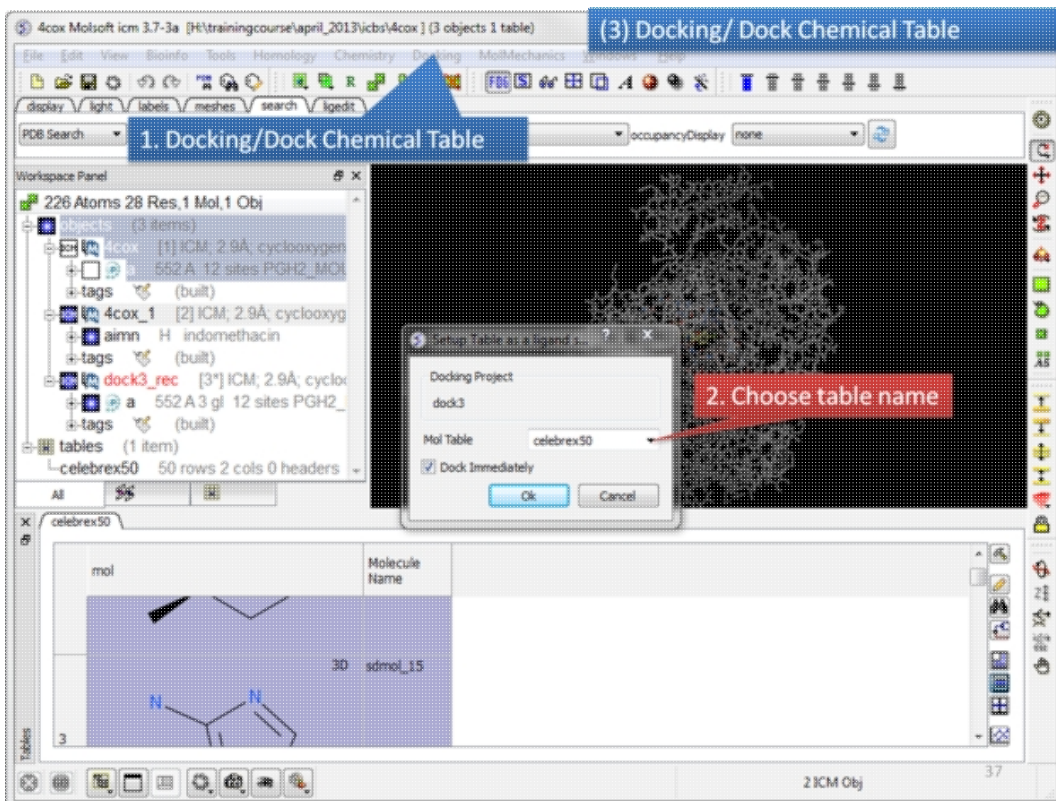 4cox Molsoft icm 3.7-3a [H:\trainingcourse\april_2013\icbs\4cox ] (3 objects 1 table)
(3) Docking/ Dock Chemical Table
File Edit View Bioinfo Tools Homology Chemistry Docking MolMechanics Windows Help
display light labels meshes search ligedit
PDB Search
1. Docking/Dock Chemical Table
occupancyDisplay none
Workspace Panel
226 Atoms 28 Res,1 Mol,1 Obj
objects (3 items)
4cox [1] ICM; 2.9Å; cyclooxygen
a 552 A 12 sites PGH2_MOU
tags (built)
4cox_1 [2] ICM; 2.9Å; cyclooxyg
aimn H indomethacin
tags (built)
dock3_rec [3*] ICM; 2.9Å; cycloo
a 552 A 3 gl 12 sites PGH2_
tags (built)
tables (1 item)
celebrex50 50 rows 2 cols 0 headers
All
Setup Table as a ligand s...
Docking Project
dock3
Mol Table celebrex50
Dock Immediately
Ok Cancel
2. Choose table name
celebrex50
mol Molecule Name
3D sdmol_15
N N
3
Tables
2 ICM Obj
37